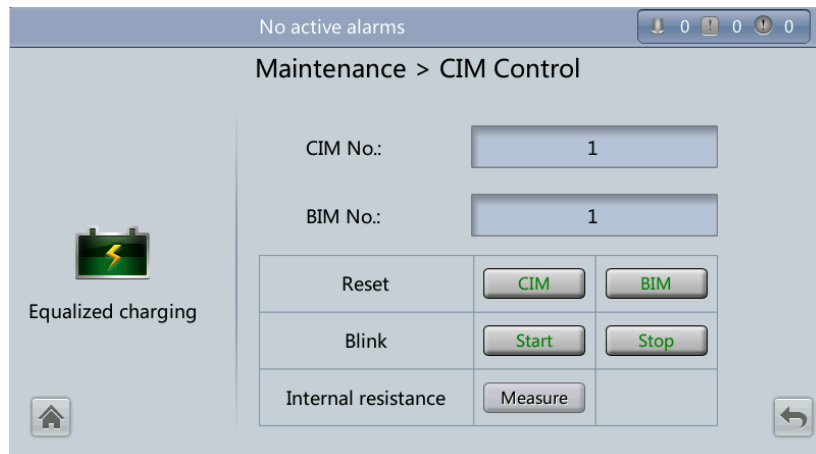 No active alarms
0 0 0
Maintenance > CIM Control
CIM No.: 1
BIM No.: 1
Equalized charging
Reset CIM BIM
Blink Start Stop
Internal resistance Measure